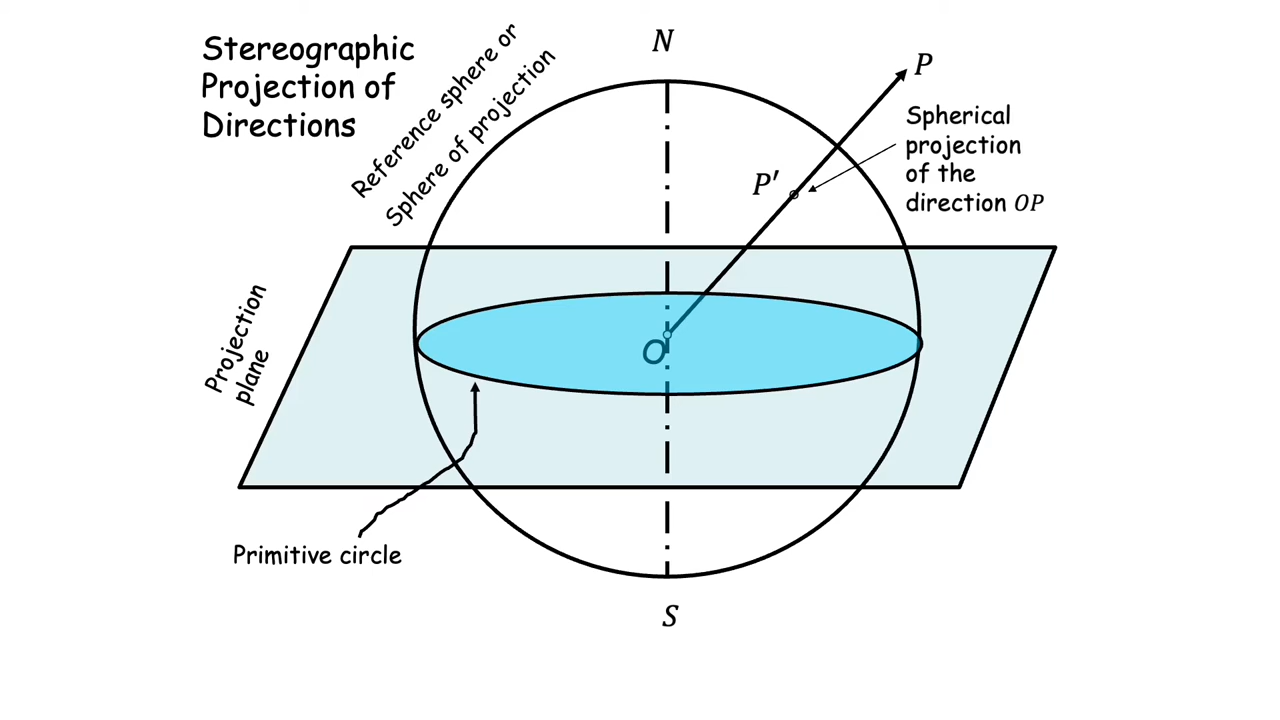 Stereographic
Projection of
Directions
Reference sphere or
Sphere of projection
N
P
Spherical
projection
of the
direction OP
P′
Projection
plane
O
Primitive circle
S